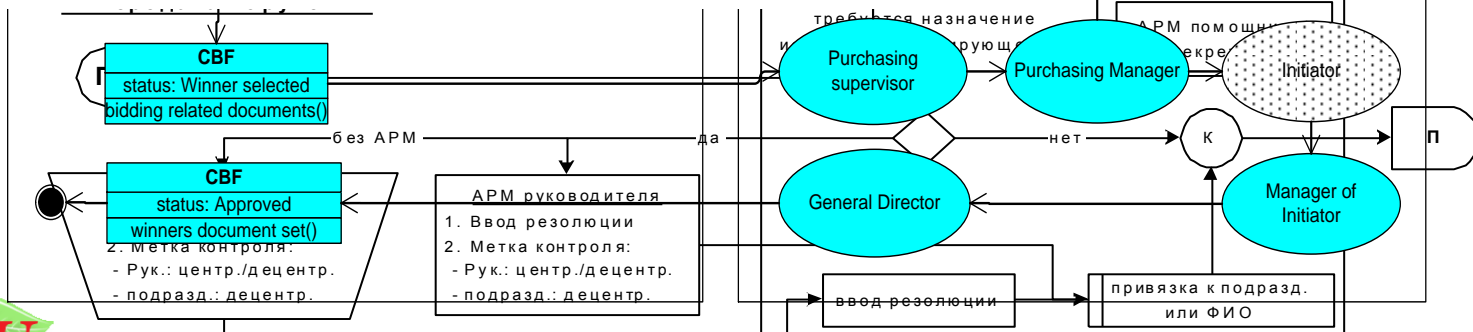 требуется назначение
АРМ помощни
CBF
status: Winner selected
bidding related documents()
Purchasing
supervisor
Purchasing Manager
Initiator
без АРМ
да
нет
К
П
CBF
status: Approved
winners document set()
2. Метка контроля:
- Рук.: центр./децентр.
- подразд.: децентр.
АРМ руководителя
1. Ввод резолюции
2. Метка контроля:
- Рук.: центр./децентр.
- подразд.: децентр.
General Director
Manager of
Initiator
ввод резолюции
привязка к подразд.
или ФИО